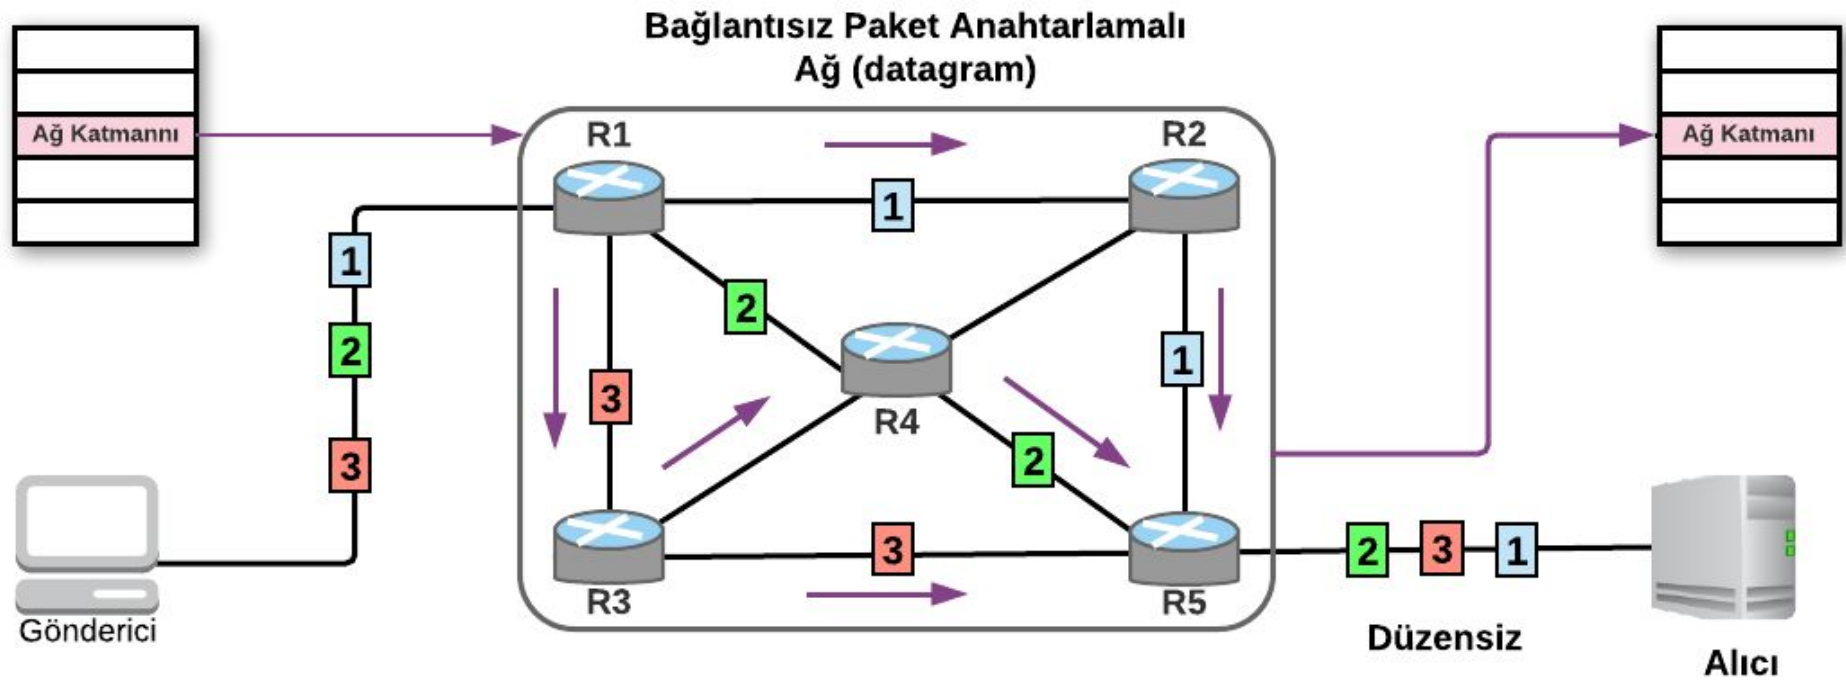 Bağlantısız Paket Anahtarlamalı
Ağ (datagram)
Ağ Katmannı
Ağ Katmanı
R1
R2
1
1
2
2
3
3
R4
1
2
3
R3
R5
2
3
1
Gönderici
Düzensiz
Alıcı